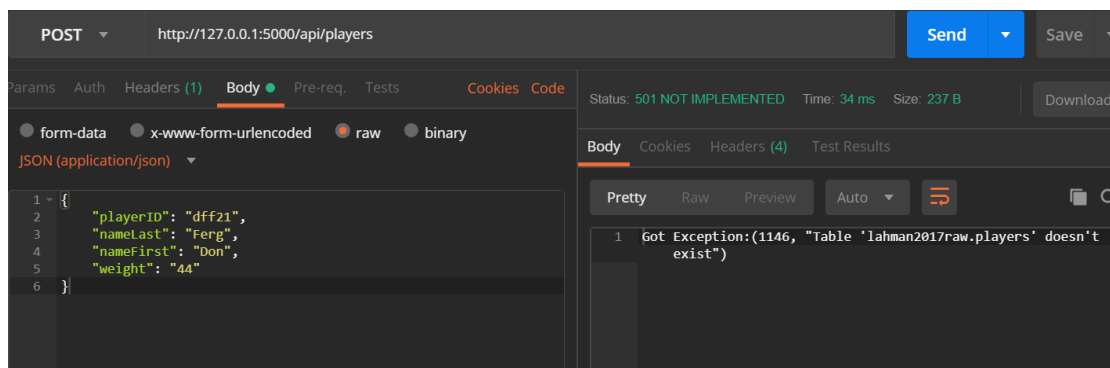 POST http://127.0.0.1:5000/api/players Send Save
Params Auth Headers (1) Body Pre-req. Tests Cookies Code
form-data x-www-form-urlencoded raw binary
JSON (application/json)
1 {
2 "playerID": "dff21",
3 "nameLast": "Ferg",
4 "nameFirst": "Don",
5 "weight": "44"
6 }
Status: 501 NOT IMPLEMENTED Time: 34 ms Size: 237 B Download
Body Cookies Headers (4) Test Results
Pretty Raw Preview Auto
1 Got Exception:(1146, "Table 'lahman2017raw.players' doesn't
exist")